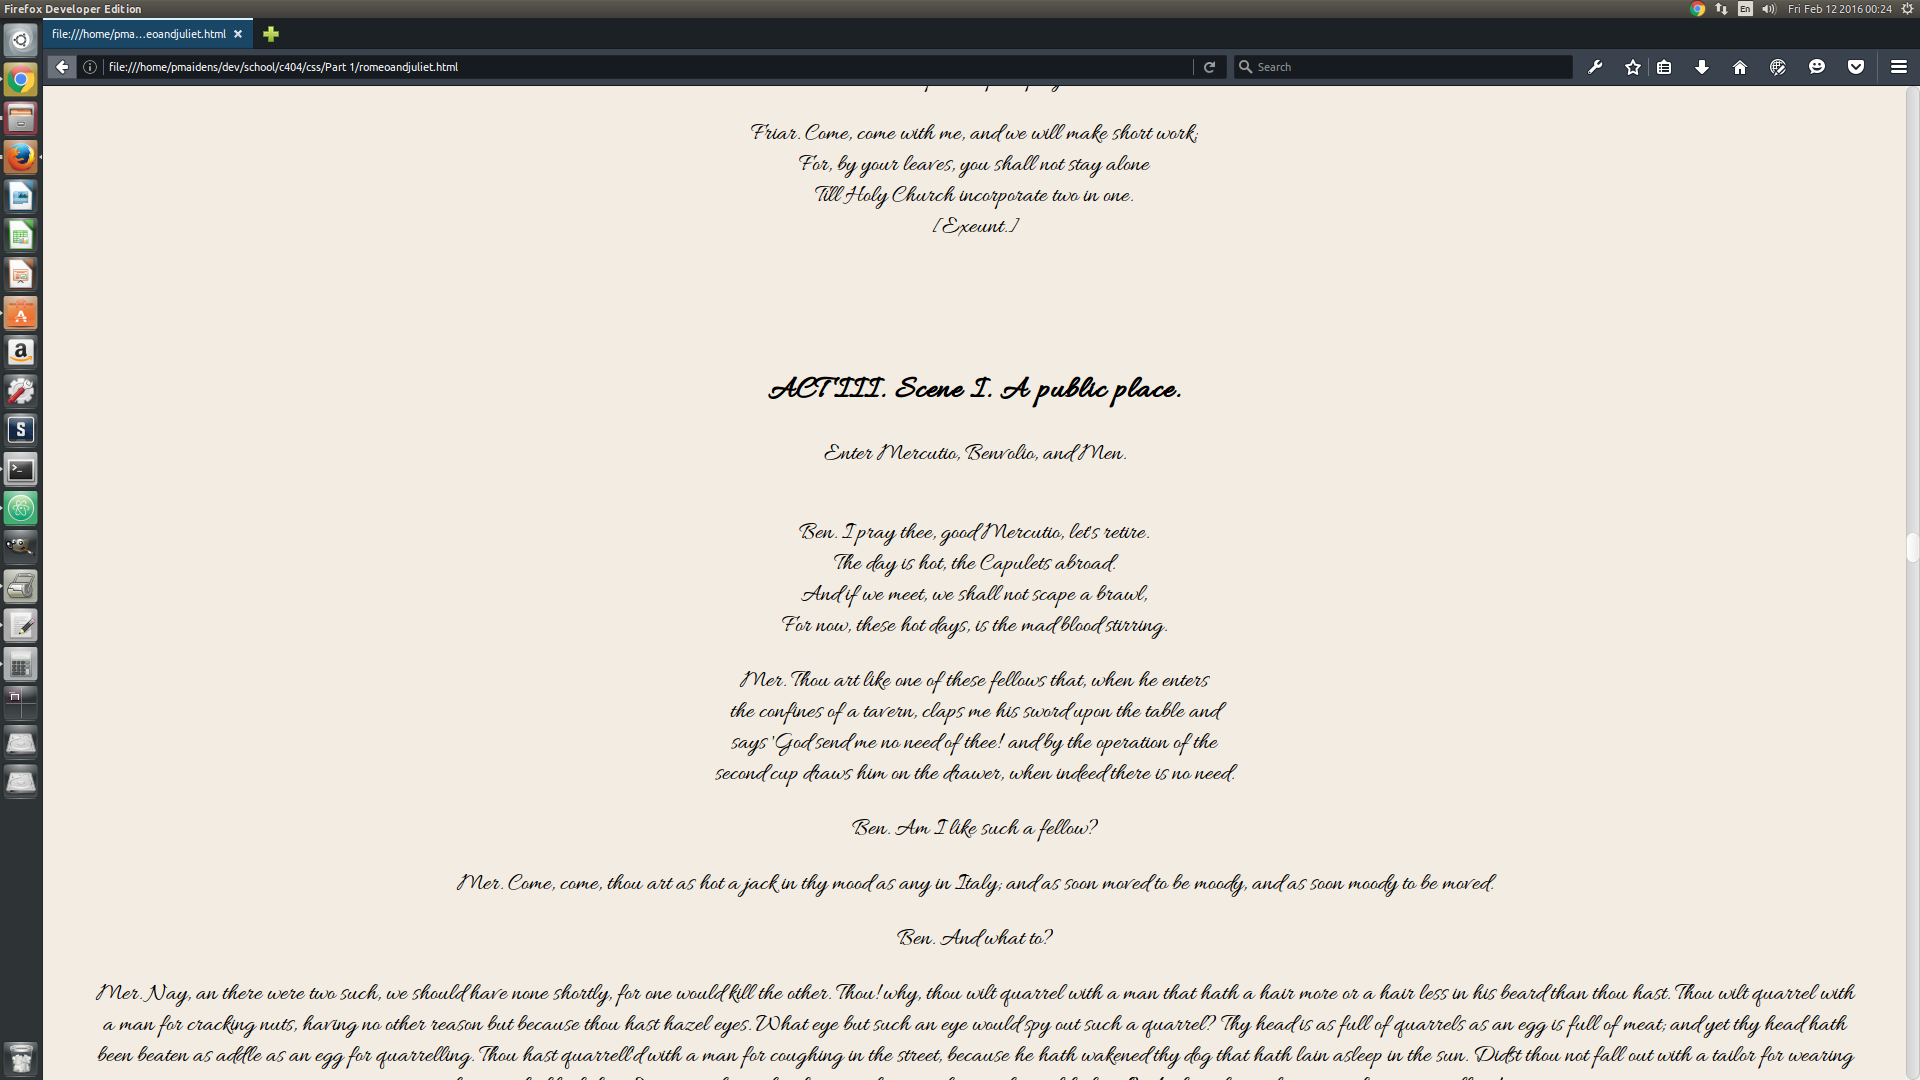 Firefox Developer Edition
En
Fri Feb 12 2016 00:24
file:///home/pma...eoandjuliet.html
file:///home/pmaidens/dev/school/c404/css/Part 1/romeoandjuliet.html
Search
Friar. Come, come with me, and we will make short work;
For, by your leaves, you shall not stay alone
Till Holy Church incorporate two in one.
[Exeunt.]
ACT III. Scene I. A public place.
Enter Mercutio, Benvolio, and Men.
Ben. I pray thee, good Mercutio, let's retire.
The day is hot, the Capulets abroad.
And if we meet, we shall not scape a brawl,
For now, these hot days, is the mad blood stirring.
Mer. Thou art like one of these fellows that, when he enters
the confines of a tavern, claps me his sword upon the table and
says 'God send me no need of thee! and by the operation of the
second cup draws him on the drawer, when indeed there is no need.
Ben. Am I like such a fellow?
Mer. Come, come, thou art as hot a jack in thy mood as any in Italy; and as soon moved to be moody, and as soon moody to be moved.
Ben. And what to?
Mer. Nay, an there were two such, we should have none shortly, for one would kill the other. Thou! why, thou wilt quarrel with a man that hath a hair more or a hair less in his beard than thou hast. Thou wilt quarrel with
a man for cracking nuts, having no other reason but because thou hast hazel eyes. What eye but such an eye would spy out such a quarrel? Thy head is as full of quarrels as an egg is full of meat; and yet thy head hath
been beaten as addle as an egg for quarrelling. Thou hast quarrell'd with a man for coughing in the street, because he hath wakened thy dog that hath lain asleep in the sun. Didst thou not fall out with a tailor for wearing